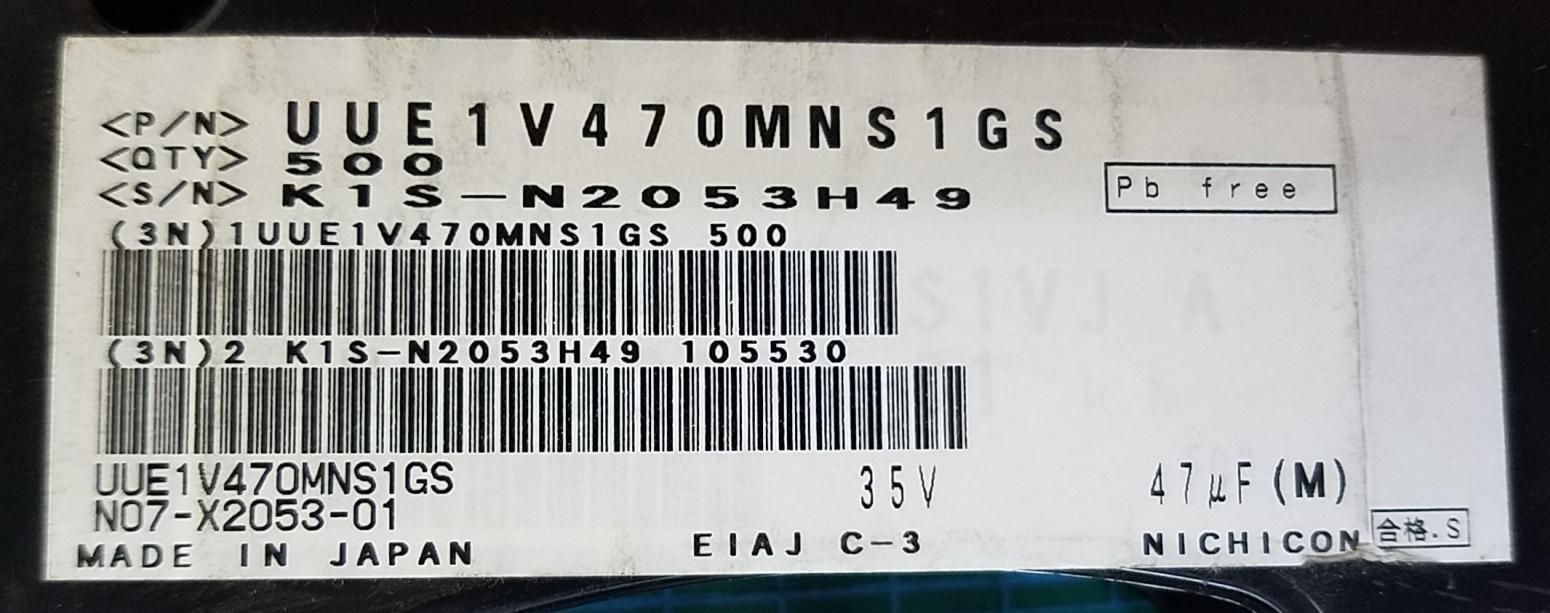 <P/N> UUE1V470MNS1GS
<QTY> 500
<S/N> K1S-N2053H49
Pb free
(3N)1UUE1V470MNS1GS 500
(3N)2 K1S-N2053H49 105530
UUE1V470MNS1GS 35V 47μF(M)
N07-X2053-01
MADE IN JAPAN EIAJ C-3 NICHICON 合格.S